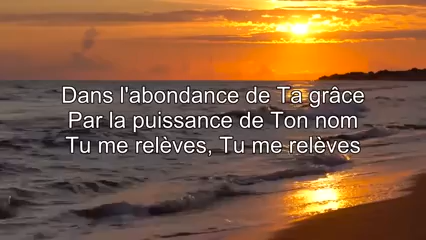 Dans l'abondance de Ta grâce
Par la puissance de Ton nom
Tu me relèves, Tu me relèves